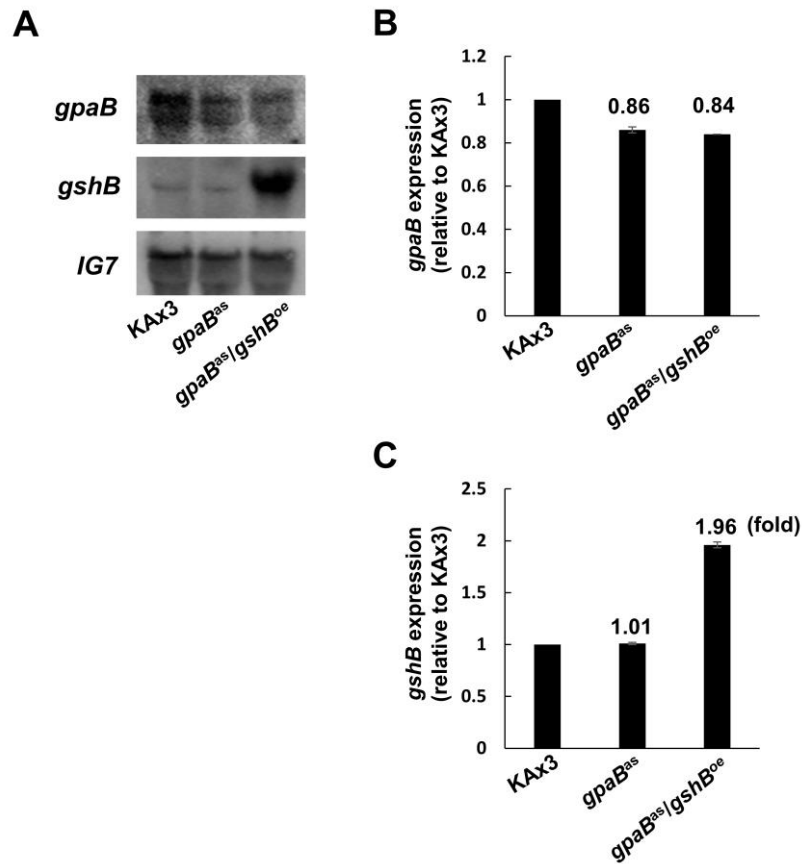 A
gpaB
gshB
IG7
KAx3
gpaBas
gpaBas/gshBoe
B
gpaB expression
(relative to KAx3)
1.2
1
0.8
0.6
0.4
0.2
0
0.86
0.84
KAx3
gpaBas
gpaBas/gshBoe
C
gshB expression
(relative to KAx3)
2.5
2
1.5
1
0.5
0
1.01
1.96 (fold)
KAx3
gpaBas
gpaBas/gshBoe